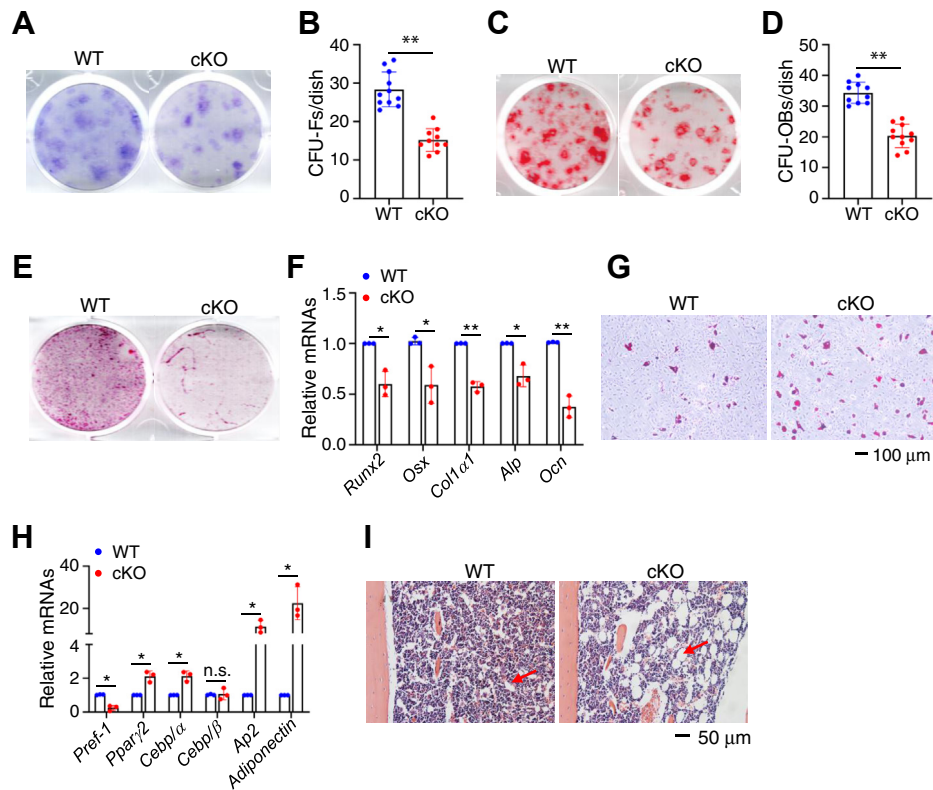 A
WT
cKO
B
CFU-Fs/dish
40
30
20
10
0
**
WT
cKO
C
WT
cKO
D
CFU-OBs/dish
50
40
30
20
10
0
**
WT
cKO
E
WT
cKO
F
WT
cKO
Relative mRNAs
1.5
1.0
0.5
0.0
*
*
**
*
**
Runx2
Osx
Col1α1
Alp
Ocn
G
WT
cKO
100 μm
H
WT
cKO
Relative mRNAs
40
20
4
2
0
*
*
*
n.s.
*
*
Pref-1
Pparγ2
Cebp/α
Cebp/β
Ap2
Adiponectin
I
WT
cKO
50 μm